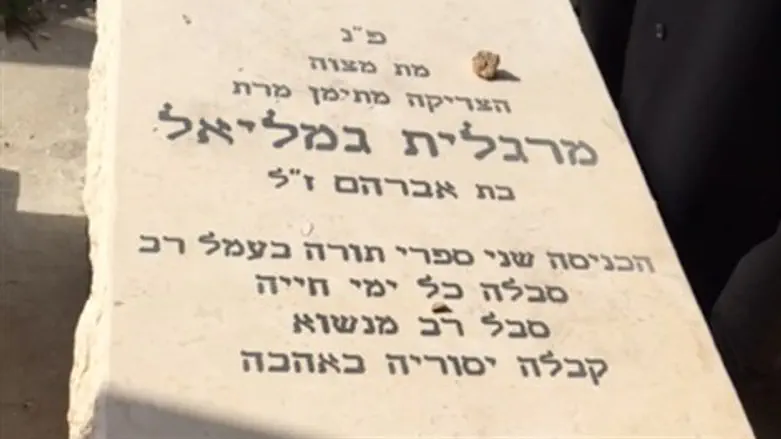 פ"נ
מת מצוה
הצדיקה מתימן מרת
מרגלית גמליאל
בת אברהם ז"ל
הכניסה שני ספרי תורה בעמל רב
סבלה כל ימי חייה
סבל רב מנשוא
קבלה יסוריה באהבה